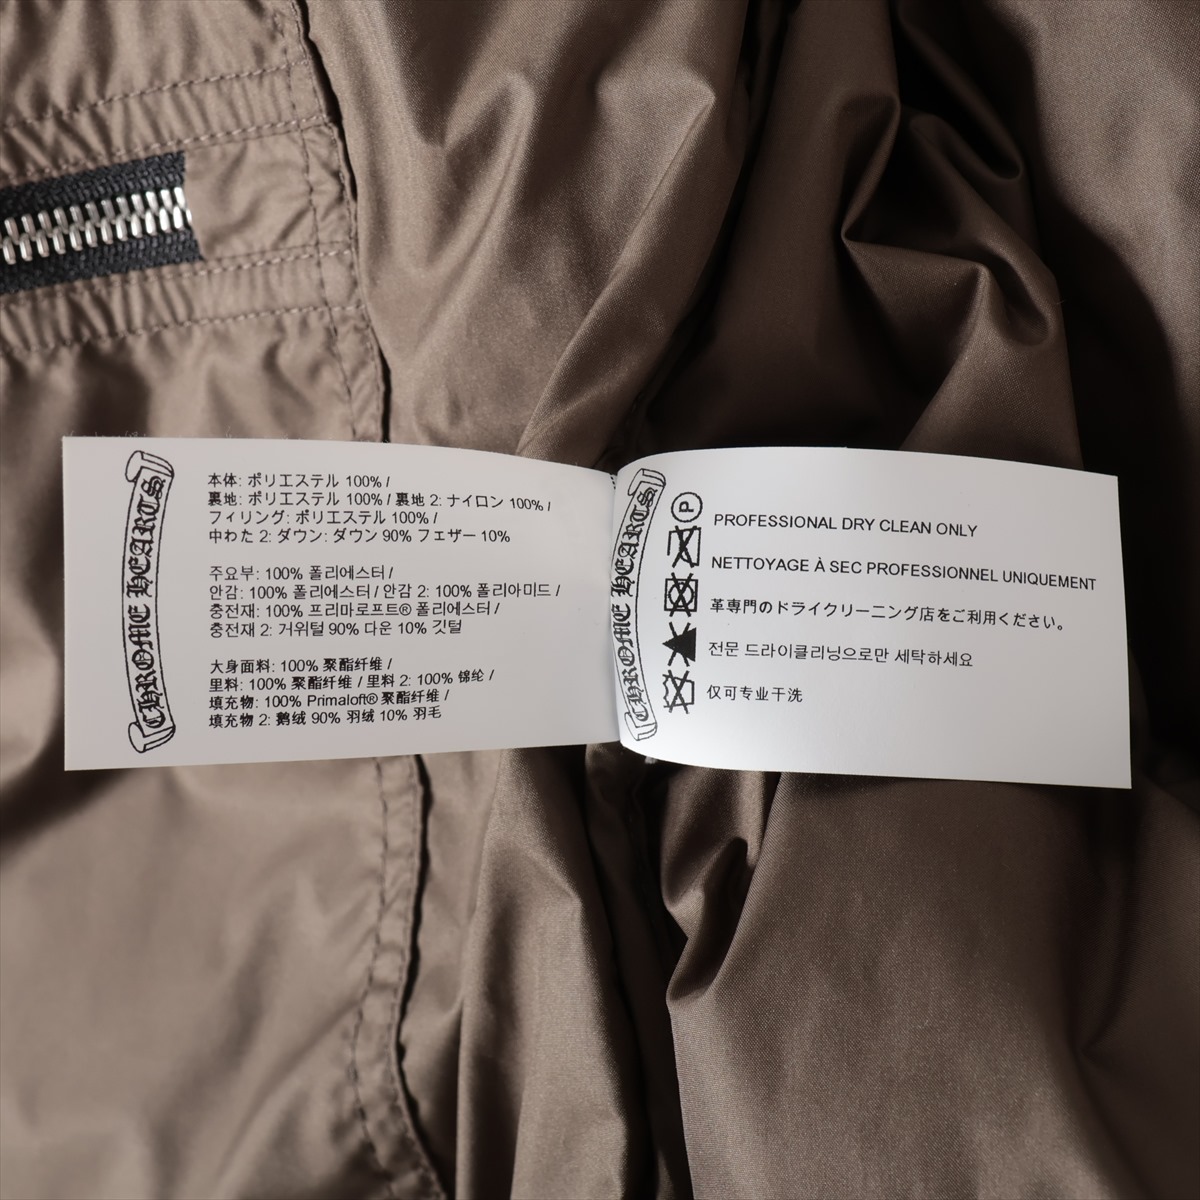 CHROME HEARTS
本体: ポリエステル 100% /
裏地: ポリエステル 100% / 裏地 2: ナイロン 100% /
フィリング: ポリエステル 100% /
中わた 2: ダウン: ダウン 90% フェザー 10%
주요부: 100% 폴리에스터 /
안감: 100% 폴리에스터 / 안감 2: 100% 폴리아미드 /
충전재: 100% 프리마로프트® 폴리에스터 /
충전재 2: 거위털 90% 다운 10% 깃털
大身面料: 100% 聚酯纤维 /
里料: 100% 聚酯纤维 / 里料 2: 100% 锦纶 /
填充物: 100% Primaloft® 聚酯纤维 /
填充物 2: 鹅绒 90% 羽绒 10% 羽毛
CHROME HEARTS
P
PROFESSIONAL DRY CLEAN ONLY
NETTOYAGE À SEC PROFESSIONNEL UNIQUEMENT
革専門のドライクリーニング店をご利用ください。
전문 드라이클리닝으로만 세탁하세요
仅可专业干洗